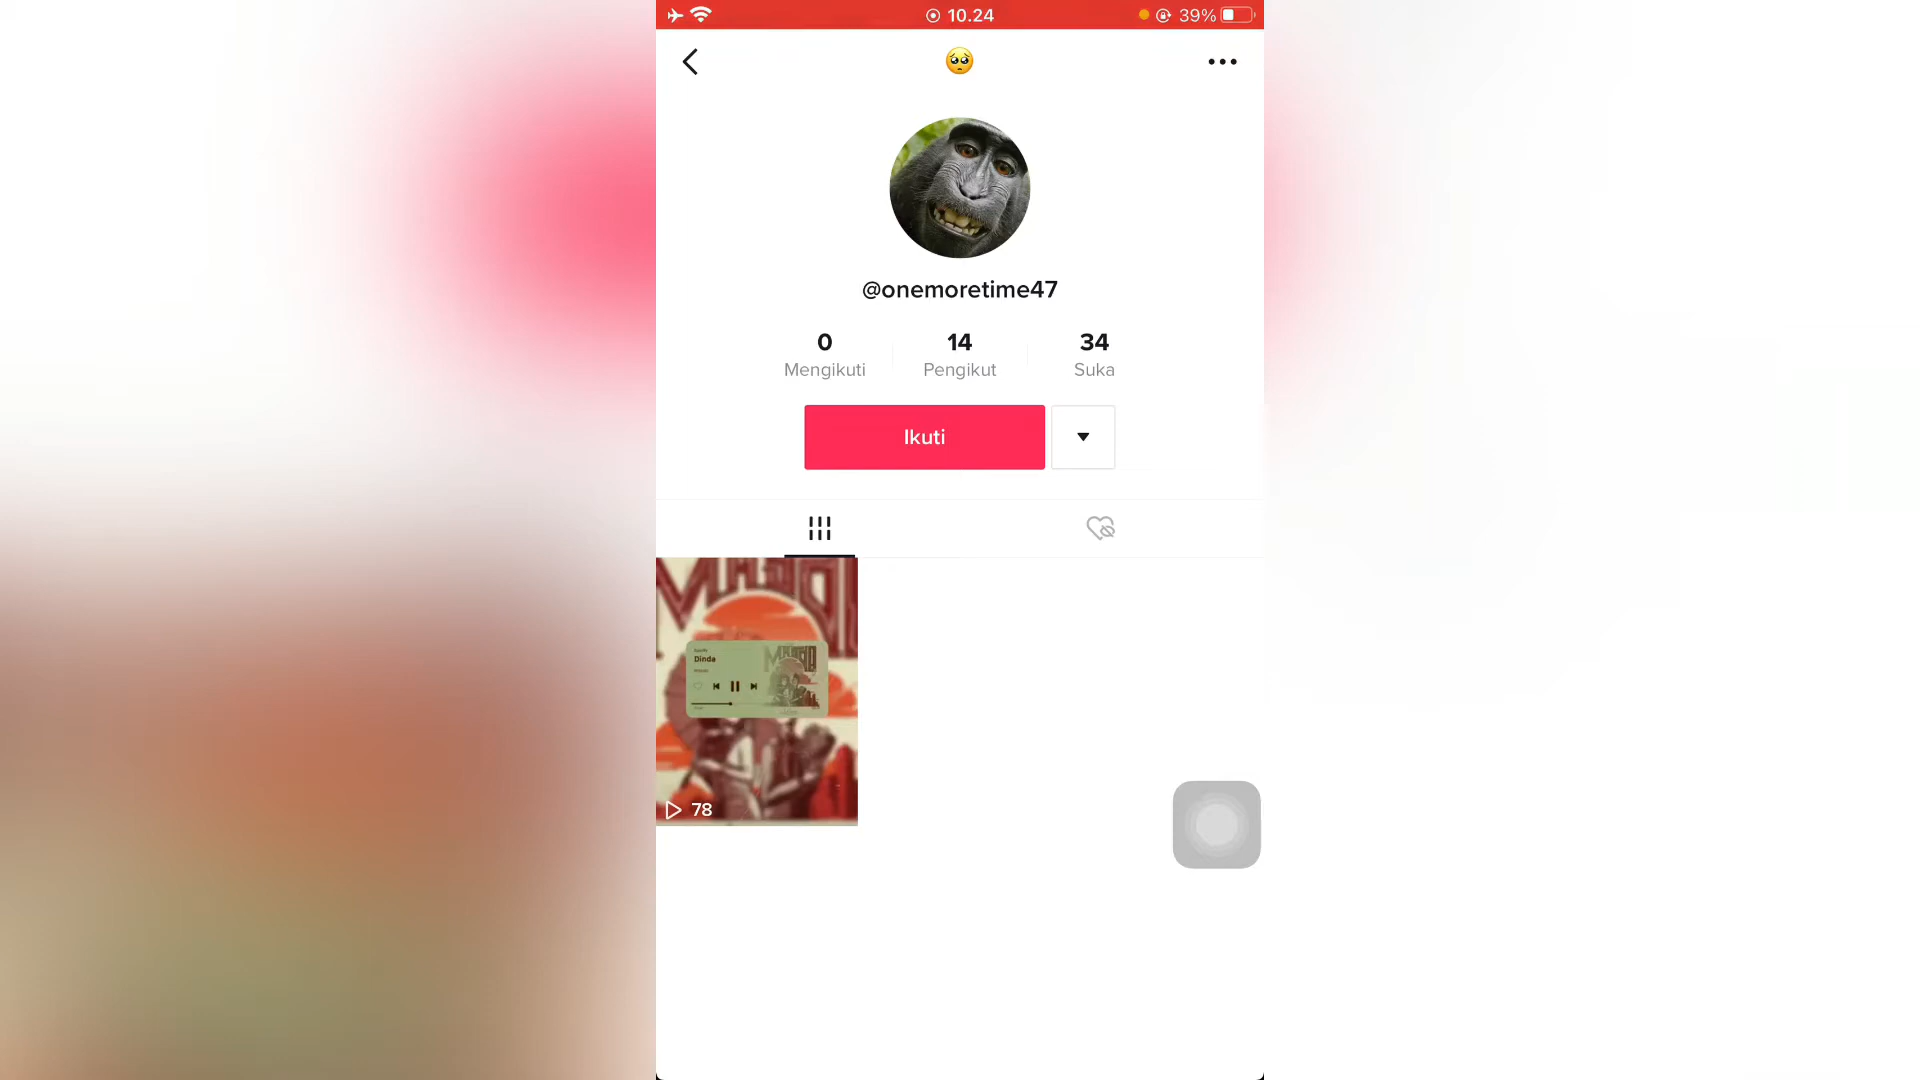 10.24
39%
🥺
@onemoretime47
0
14
34
Mengikuti
Pengikut
Suka
Ikuti
Dinda
78